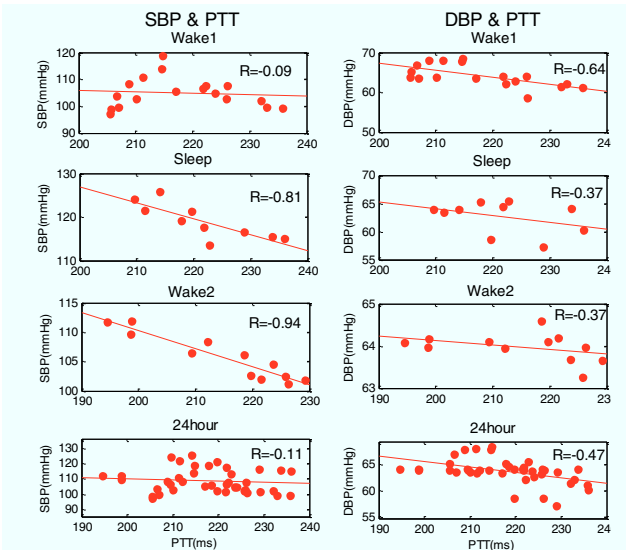 SBP & PTT
Wake1
R=-0.09
SBP(mmHg)
120
110
100
90
200 210 220 230 240
Sleep
R=-0.81
SBP(mmHg)
130
120
110
200 210 220 230 240
Wake2
R=-0.94
SBP(mmHg)
115
110
105
100
190 200 210 220 230
24hour
R=-0.11
SBP(mmHg)
130
120
110
100
90
190 200 210 220 230 240
PTT(ms)
DBP & PTT
Wake1
R=-0.64
DBP(mmHg)
70
60
50
200 210 220 230 24
Sleep
R=-0.37
DBP(mmHg)
70
65
60
55
200 210 220 230 24
Wake2
R=-0.37
DBP(mmHg)
65
64
63
190 200 210 220 230
24hour
R=-0.47
DBP(mmHg)
65
60
55
190 200 210 220 230 24
PTT(ms)